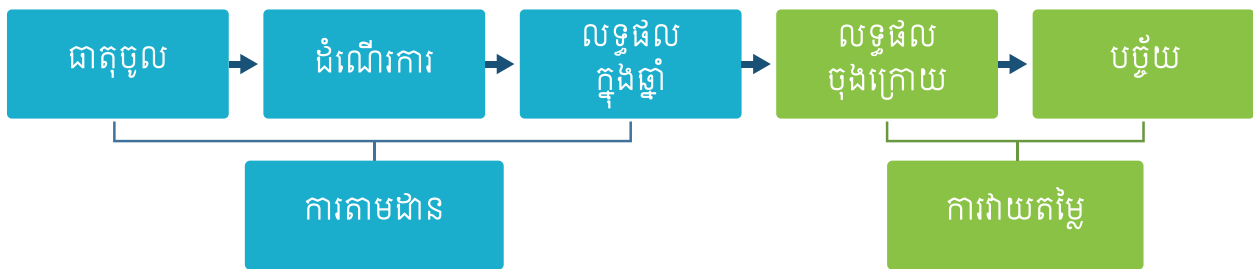 ធាតុចូល
ដំណើរការ
លទ្ធផល
ក្នុងឆ្នាំ
លទ្ធផល
ចុងក្រោយ
បច្ច័យ
ការតាមដាន
ការវាយតម្លៃ